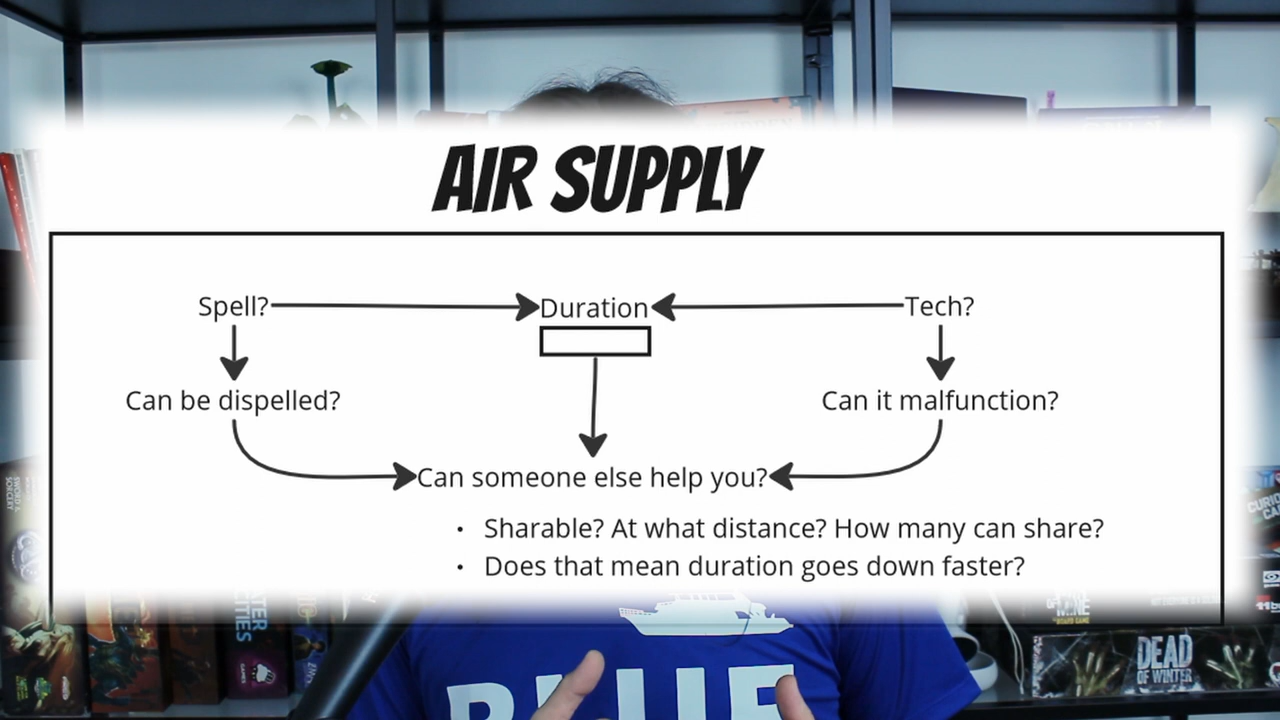 AIR SUPPLY
Spell?
Duration
Tech?
Can be dispelled?
Can it malfunction?
Can someone else help you?
• Sharable? At what distance? How many can share?
• Does that mean duration goes down faster?
BLUE
DEAD
OF WINTER